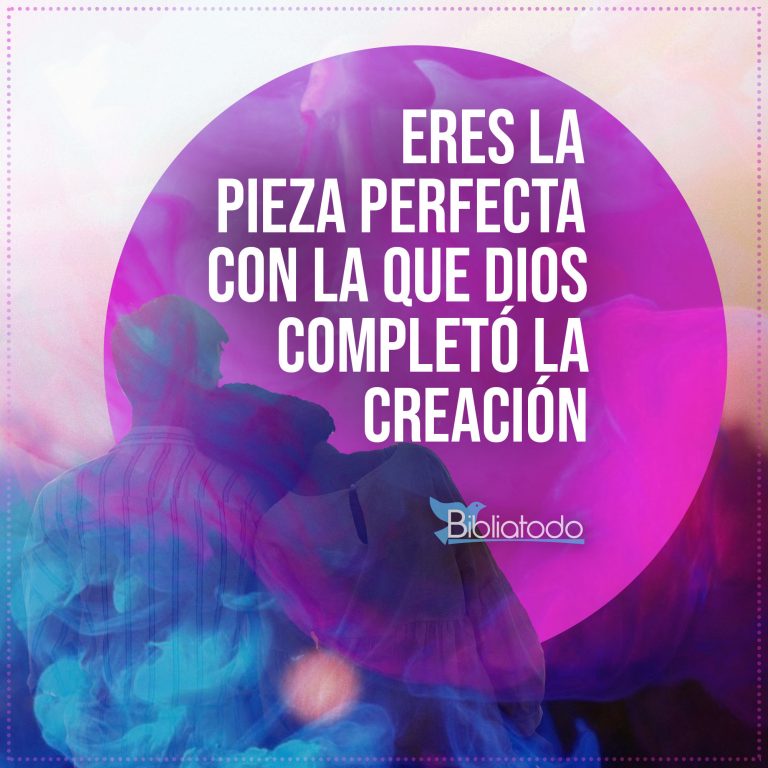 ERES LA
PIEZA PERFECTA
CON LA QUE DIOS
COMPLETÓ LA
CREACIÓN
Bibliatodo